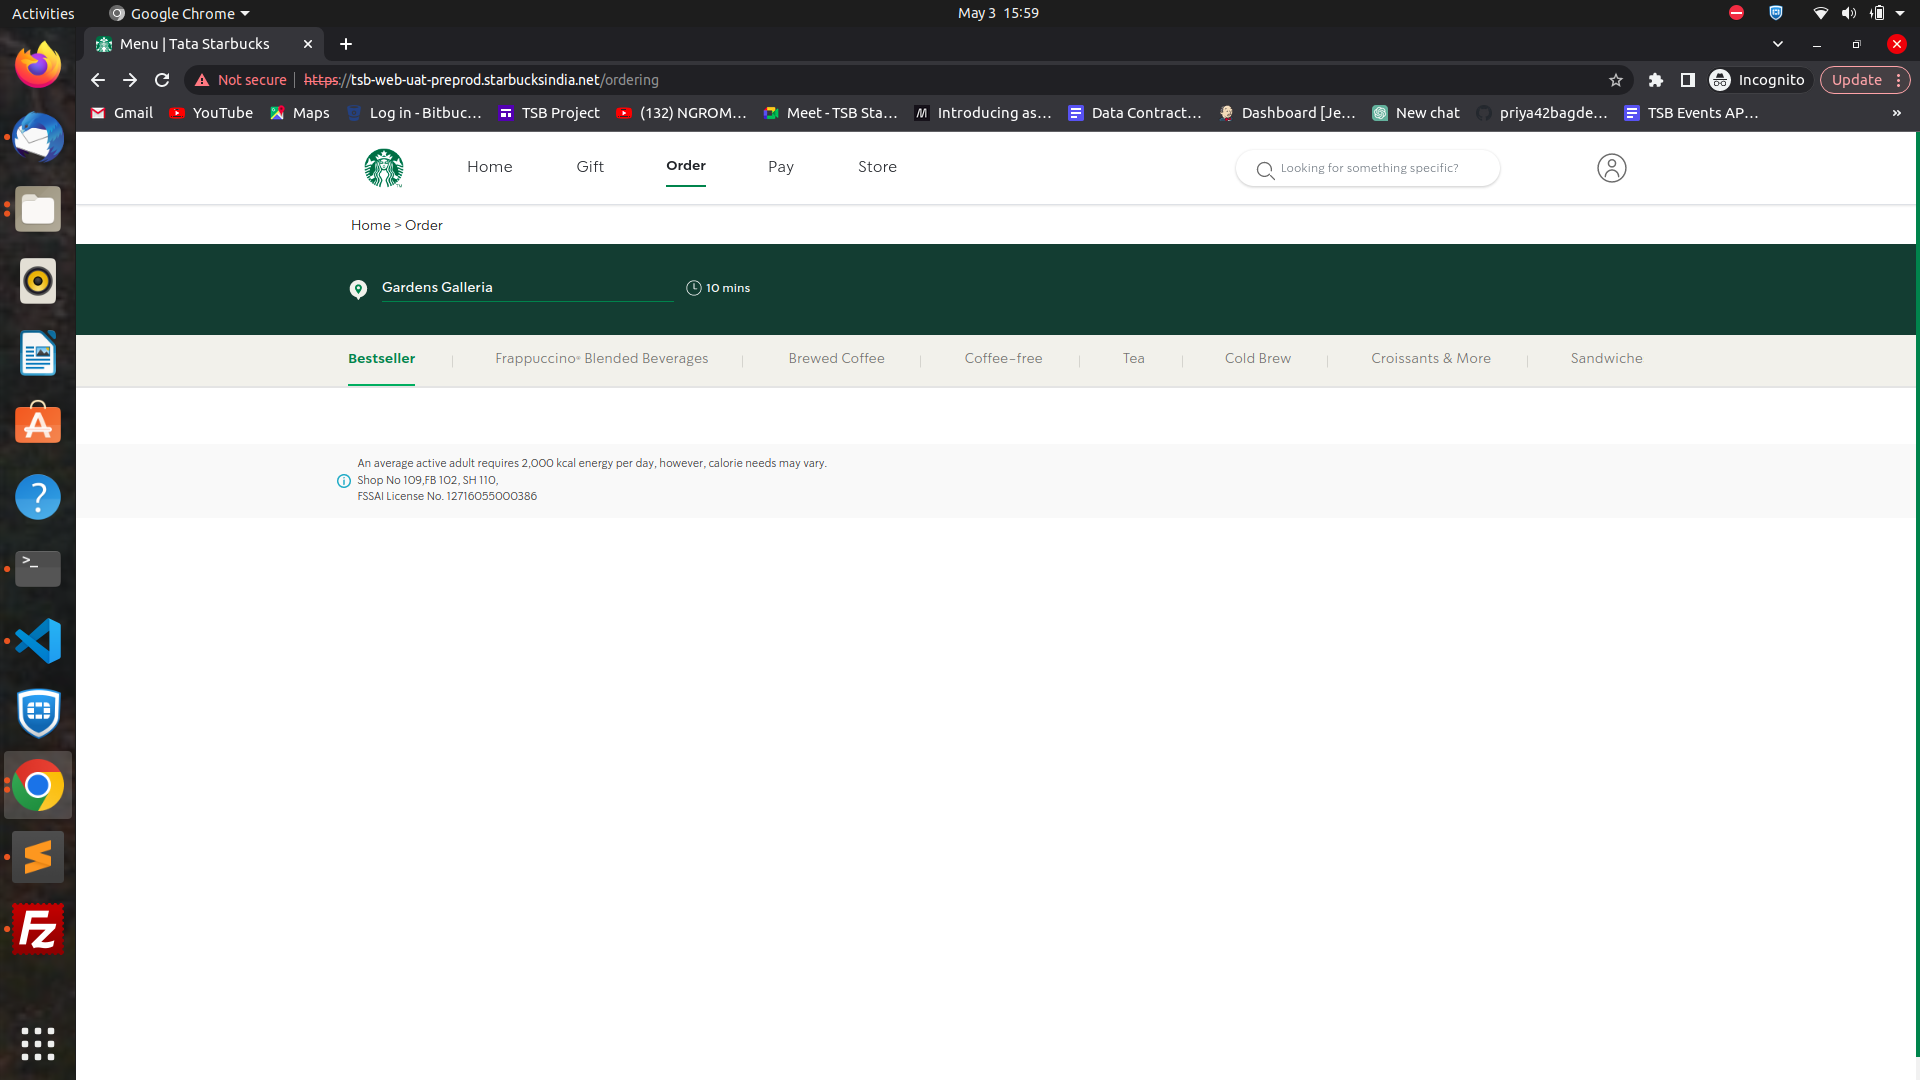 Activities
Google Chrome
May 3 15:59
Menu | Tata Starbucks
Not secure
https://tsb-web-uat-preprod.starbucksindia.net/ordering
Incognito
Update
Gmail
YouTube
Maps
Log in - Bitbuc...
TSB Project
(132) NGROM...
Meet - TSB Sta...
Introducing as...
Data Contract...
Dashboard [Je...
New chat
priya42bagde...
TSB Events AP...
»
Home
Gift
Order
Pay
Store
Looking for something specific?
Home > Order
Gardens Galleria
10 mins
Bestseller
Frappuccino® Blended Beverages
Brewed Coffee
Coffee-free
Tea
Cold Brew
Croissants & More
Sandwiche
An average active adult requires 2,000 kcal energy per day, however, calorie needs may vary.
Shop No 109,FB 102, SH 110,
FSSAI License No. 12716055000386